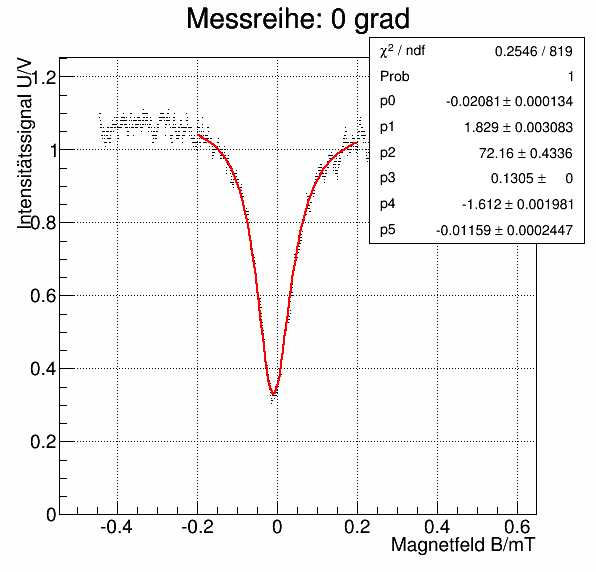 Messreihe: 0 grad
χ² / ndf 0.2546 / 819
Prob 1
p0 -0.02081 ± 0.000134
p1 1.829 ± 0.003083
p2 72.16 ± 0.4336
p3 0.1305 ± 0
p4 -1.612 ± 0.001981
p5 -0.01159 ± 0.0002447
Intensitätssignal U/V
1.2
1
0.8
0.6
0.4
0.2
0
-0.4 -0.2 0 0.2 0.4 0.6
Magnetfeld B/mT